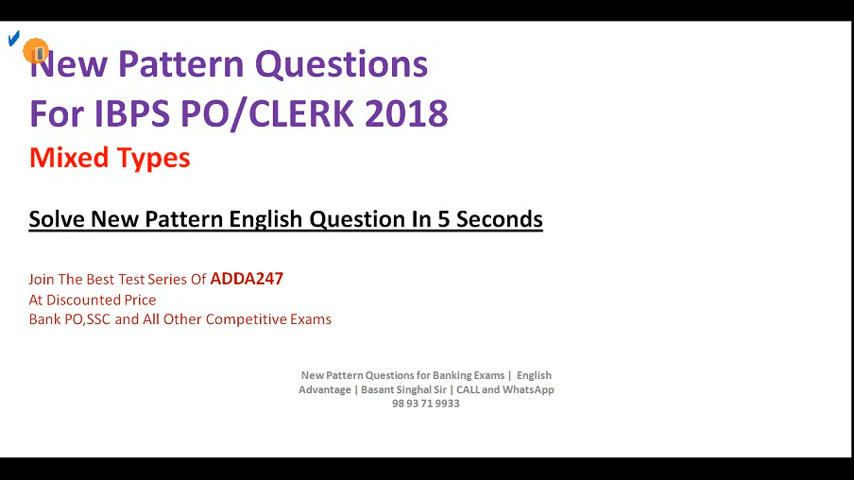 New Pattern Questions
For IBPS PO/CLERK 2018
Mixed Types
Solve New Pattern English Question In 5 Seconds
Join The Best Test Series Of ADDA247
At Discounted Price
Bank PO,SSC and All Other Competitive Exams
New Pattern Questions for Banking Exams | English
Advantage | Basant Singhal Sir | CALL and WhatsApp
98 93 71 9933